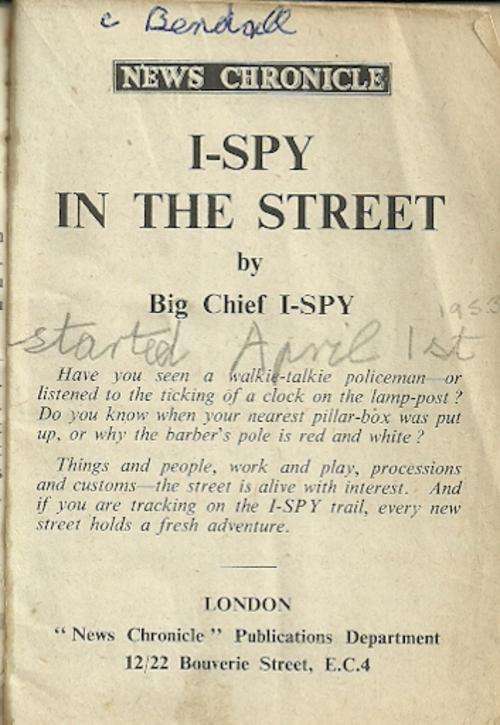 c Bendall
NEWS CHRONICLE
I-SPY
IN THE STREET
by
Big Chief I-SPY
started April 1st
Have you seen a walkie-talkie policeman—or
listened to the ticking of a clock on the lamp-post?
Do you know when your nearest pillar-box was put
up, or why the barber's pole is red and white?
Things and people, work and play, processions
and customs—the street is alive with interest. And
if you are tracking on the I-SPY trail, every new
street holds a fresh adventure.
LONDON
"News Chronicle" Publications Department
12/22 Bouverie Street, E.C.4